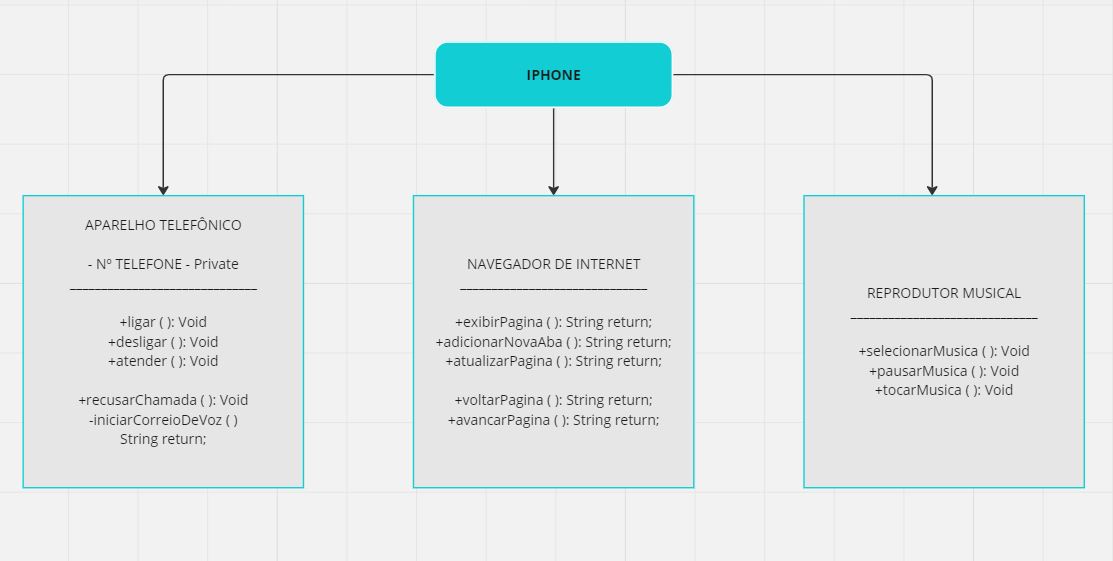 IPHONE
APARELHO TELEFÔNICO
- Nº TELEFONE - Private
______________________________
+ligar ( ): Void
+desligar ( ): Void
+atender ( ): Void
+recusarChamada ( ): Void
-iniciarCorreioDeVoz ( )
String return;
NAVEGADOR DE INTERNET
______________________________
+exibirPagina ( ): String return;
+adicionarNovaAba ( ): String return;
+atualizarPagina ( ): String return;
+voltarPagina ( ): String return;
+avancarPagina ( ): String return;
REPRODUTOR MUSICAL
______________________________
+selecionarMusica ( ): Void
+pausarMusica ( ): Void
+tocarMusica ( ): Void